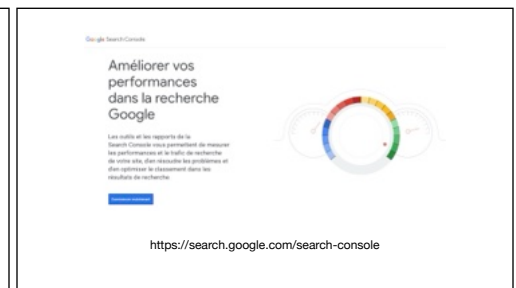 Google Search Console
Améliorer vos
performances
dans la recherche
Google
Les outils et les rapports de la
Search Console vous permettent de mesurer
les performances et le trafic de recherche
de votre site, d'en résoudre les problèmes et
d'en optimiser le classement dans les
résultats de recherche
Commencer maintenant
https://search.google.com/search-console